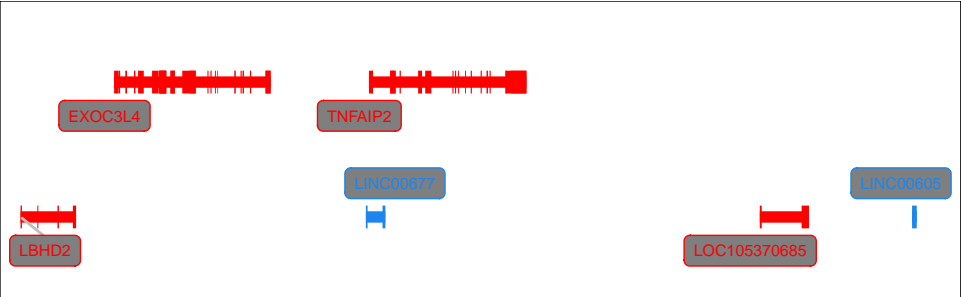 EXOC3L4
TNFAIP2
LINC00677
LINC00605
LBHD2
LOC105370685